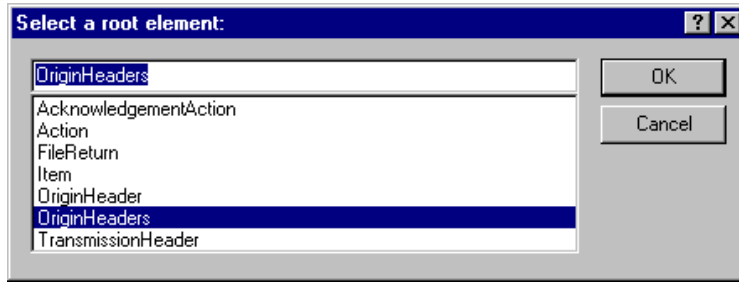 Select a root element:
OriginHeaders
OK
AcknowledgementAction
Action
Cancel
FileReturn
Item
OriginHeader
OriginHeaders
TransmissionHeader